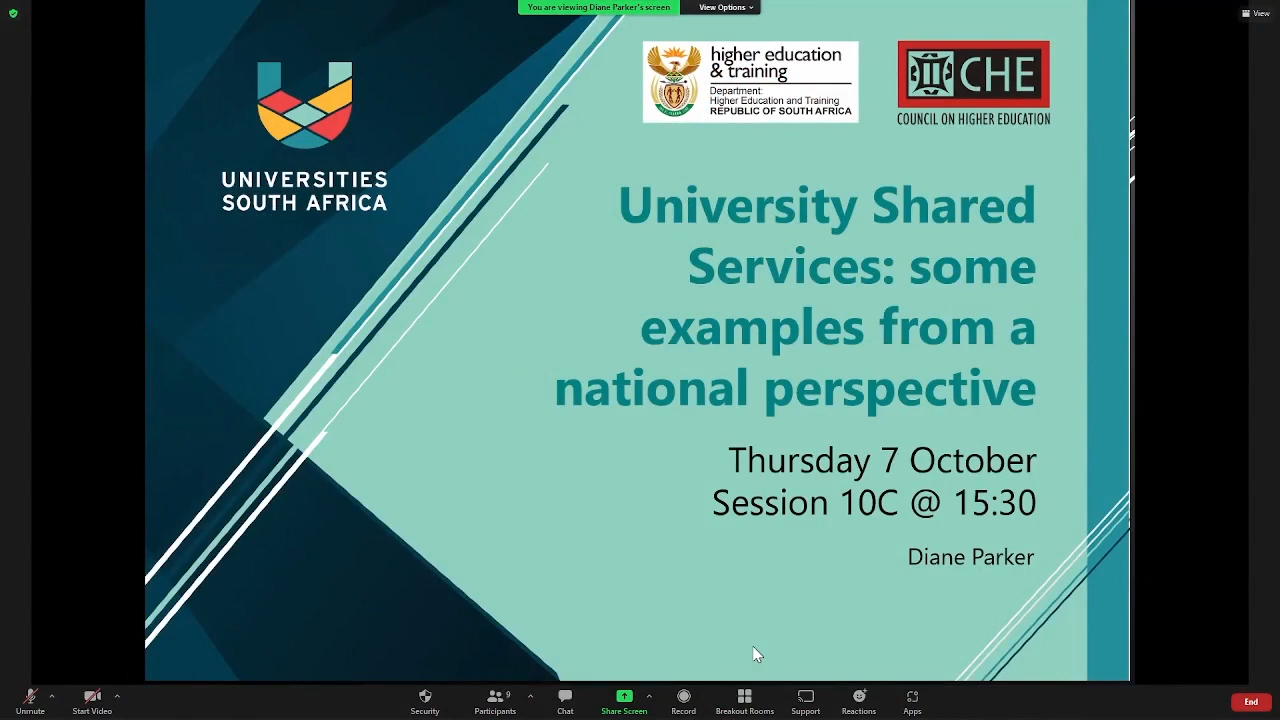 You are viewing Diane Parker's screen
View Options
View
UNIVERSITIES
SOUTH AFRICA
higher education
& training
Department:
Higher Education and Training
REPUBLIC OF SOUTH AFRICA
CHE
COUNCIL ON HIGHER EDUCATION
University Shared
Services: some
examples from a
national perspective
Thursday 7 October
Session 10C @ 15:30
Diane Parker
Unmute
Start Video
Security
Participants
9
Chat
Share Screen
Record
Breakout Rooms
Support
Reactions
Apps
End